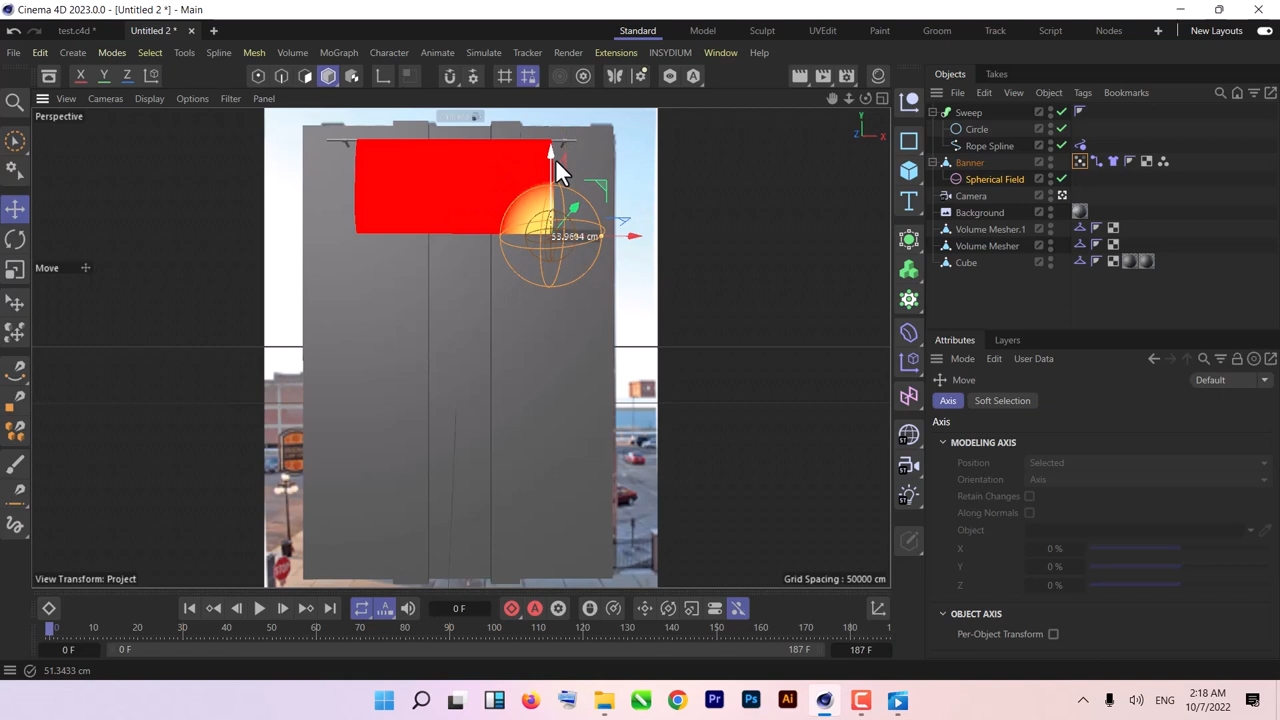 Cinema 4D 2023.0.0 - [Untitled 2 *] - Main
test.c4d *
Untitled 2 *
Standard
Model
Sculpt
UVEdit
Paint
Groom
Track
Script
Nodes
New Layouts
File
Edit
Create
Modes
Select
Tools
Spline
Mesh
Volume
MoGraph
Character
Animate
Simulate
Tracker
Render
Extensions
INSYDIUM
Window
Help
X
Y
Z
View
Cameras
Display
Options
Filter
Panel
Perspective
Y
Z
X
Move
53.9604 cm
View Transform: Project
Grid Spacing : 50000 cm
Objects
Takes
File
Edit
View
Object
Tags
Bookmarks
Sweep
Circle
Rope Spline
Banner
Spherical Field
Camera
Background
Volume Mesher.1
Volume Mesher
Cube
Attributes
Layers
Mode
Edit
User Data
Move
Default
Axis
Soft Selection
Axis
MODELING AXIS
Position
Selected
Orientation
Axis
Retain Changes
Along Normals
Object
X
0 %
Y
0 %
Z
0 %
OBJECT AXIS
Per-Object Transform
ST
ST
ST
0 F
0 10 20 30 40 50 60 70 80 90 100 110 120 130 140 150 160 170 180 1
0 F
0 F
187 F
187 F
51.3433 cm
ENG
2:18 AM
10/7/2022